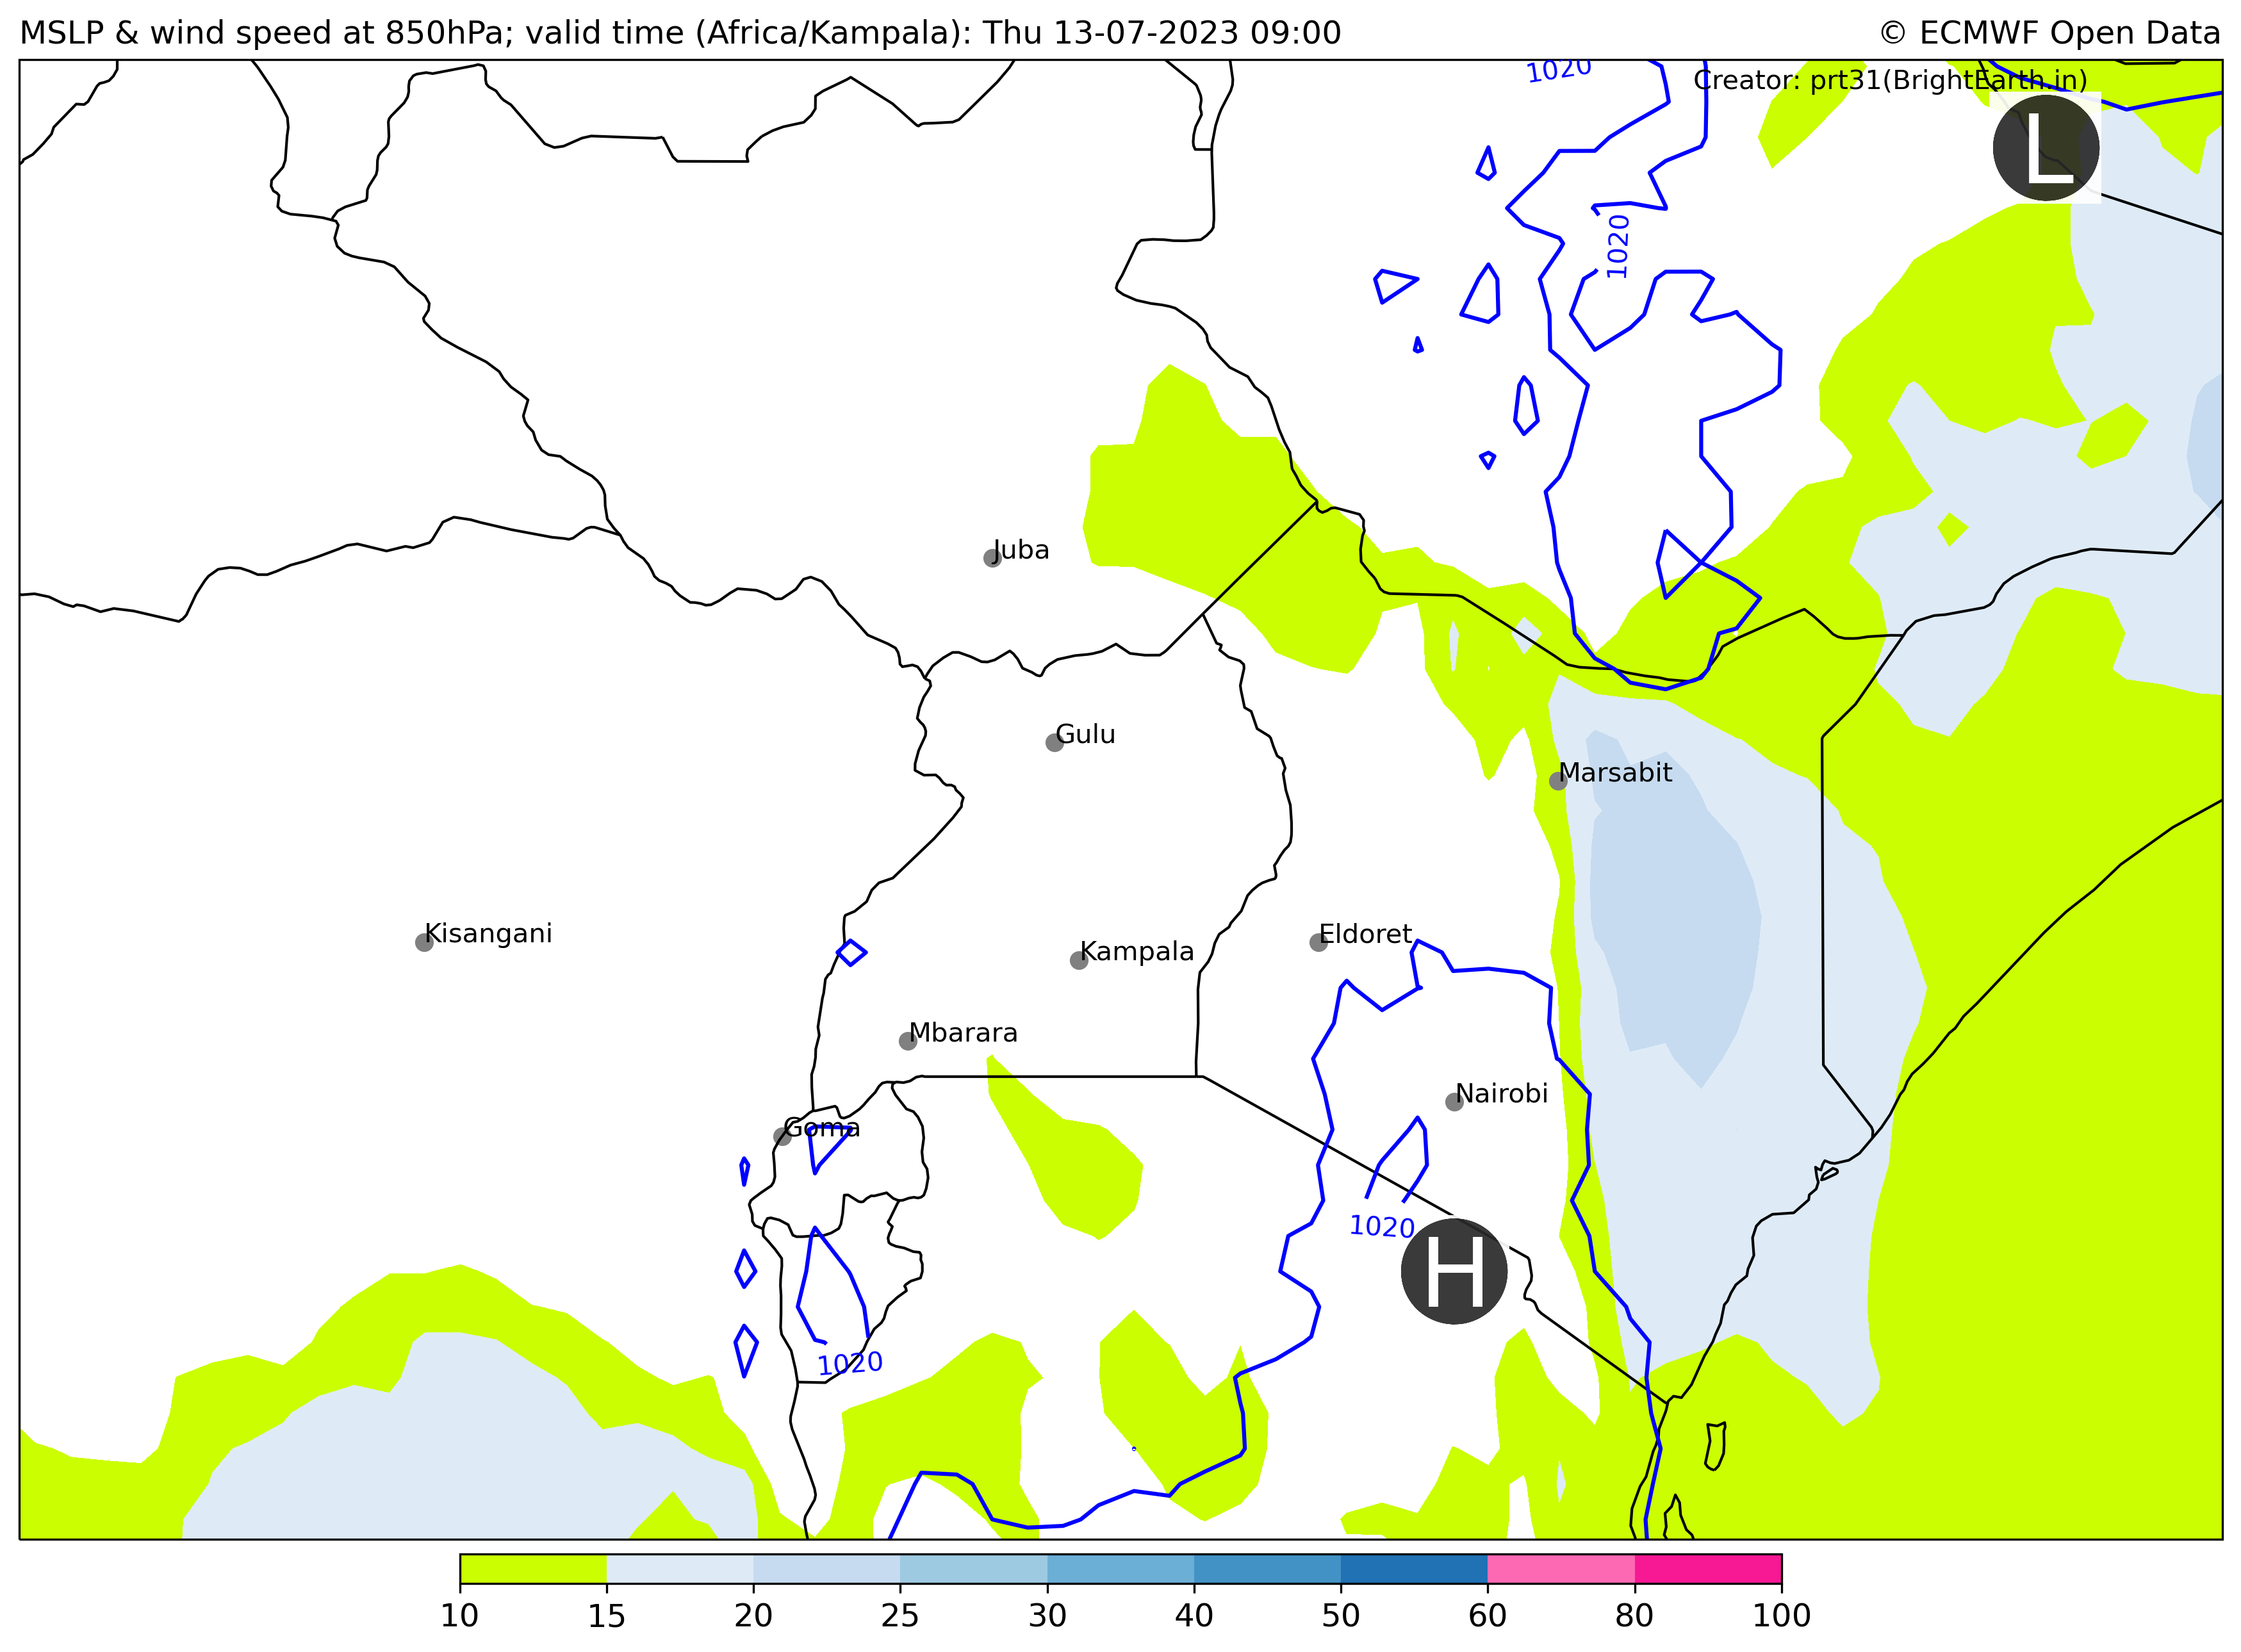 MSLP & wind speed at 850hPa; valid time (Africa/Kampala): Thu 13-07-2023 09:00
© ECMWF Open Data
1020
Creator: prt31(BrightEarth.in)
L
1020
Juba
Gulu
Marsabit
Kisangani
Eldoret
Kampala
Mbarara
Nairobi
Goma
1020
H
1020
10 15 20 25 30 40 50 60 80 100